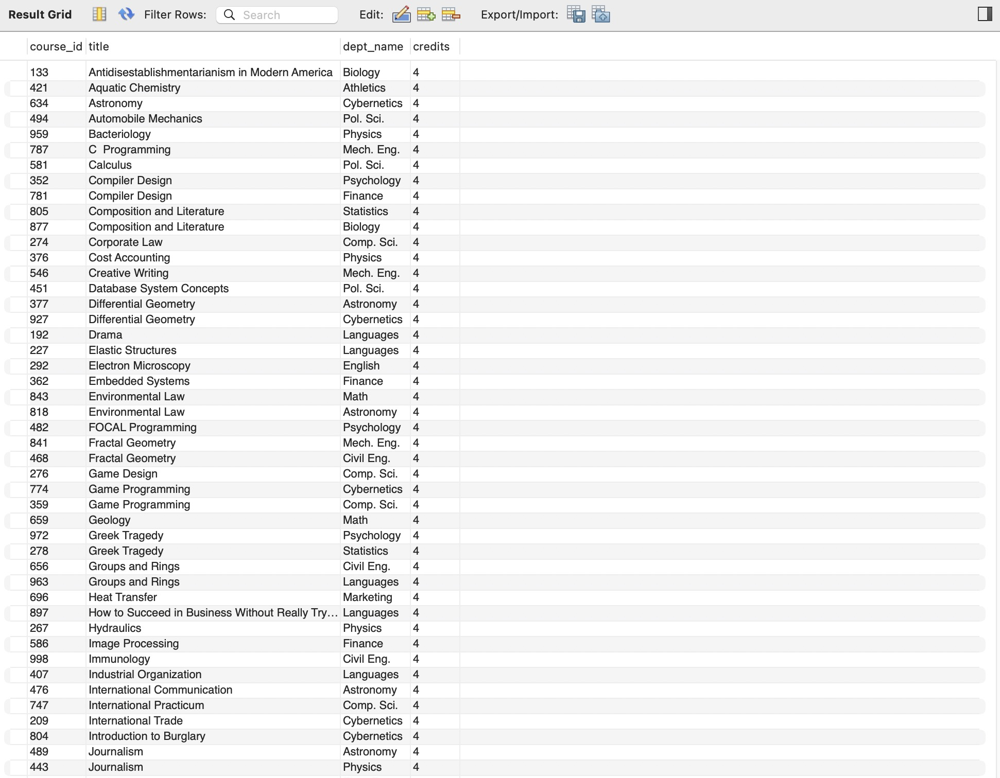 Result Grid Filter Rows: Search Edit: Export/Import:
course_id title dept_name credits
133 Antidisestablishmentarianism in Modern America Biology 4
421 Aquatic Chemistry Athletics 4
634 Astronomy Cybernetics 4
494 Automobile Mechanics Pol. Sci. 4
959 Bacteriology Physics 4
787 C  Programming Mech. Eng. 4
581 Calculus Pol. Sci. 4
352 Compiler Design Psychology 4
781 Compiler Design Finance 4
805 Composition and Literature Statistics 4
877 Composition and Literature Biology 4
274 Corporate Law Comp. Sci. 4
376 Cost Accounting Physics 4
546 Creative Writing Mech. Eng. 4
451 Database System Concepts Pol. Sci. 4
377 Differential Geometry Astronomy 4
927 Differential Geometry Cybernetics 4
192 Drama Languages 4
227 Elastic Structures Languages 4
292 Electron Microscopy English 4
362 Embedded Systems Finance 4
843 Environmental Law Math 4
818 Environmental Law Astronomy 4
482 FOCAL Programming Psychology 4
841 Fractal Geometry Mech. Eng. 4
468 Fractal Geometry Civil Eng. 4
276 Game Design Comp. Sci. 4
774 Game Programming Cybernetics 4
359 Game Programming Comp. Sci. 4
659 Geology Math 4
972 Greek Tragedy Psychology 4
278 Greek Tragedy Statistics 4
656 Groups and Rings Civil Eng. 4
963 Groups and Rings Languages 4
696 Heat Transfer Marketing 4
897 How to Succeed in Business Without Really Try… Languages 4
267 Hydraulics Physics 4
586 Image Processing Finance 4
998 Immunology Civil Eng. 4
407 Industrial Organization Languages 4
476 International Communication Astronomy 4
747 International Practicum Comp. Sci. 4
209 International Trade Cybernetics 4
804 Introduction to Burglary Cybernetics 4
489 Journalism Astronomy 4
443 Journalism Physics 4